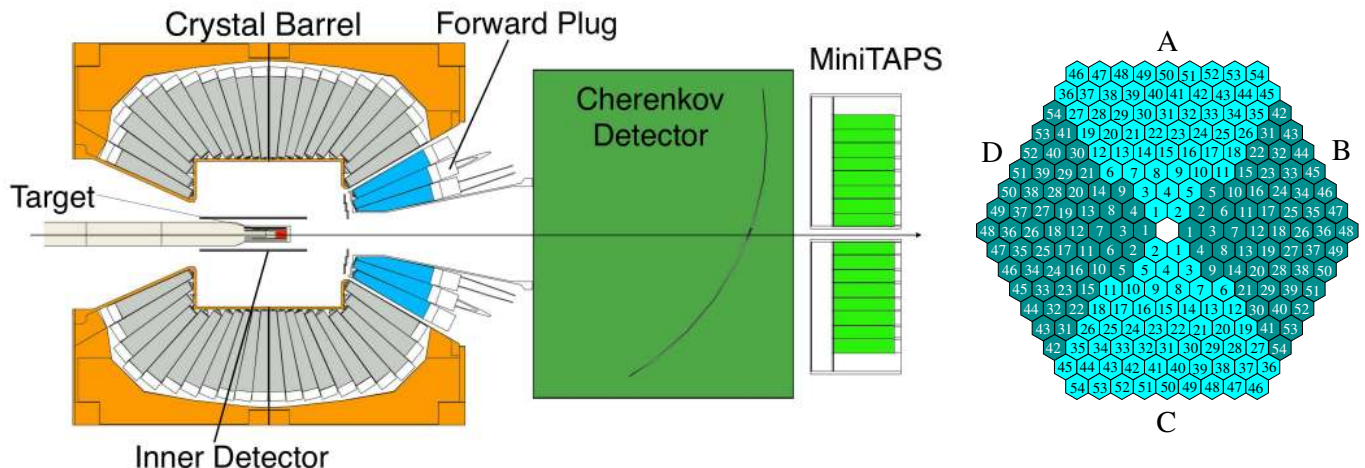 Crystal Barrel
Forward Plug
MiniTAPS
Cherenkov
Detector
Target
Inner Detector
A
46 47 48 49 50 51 52 53 54
36 37 38 39 40 41 42 43 44 45
54 27 28 29 30 31 32 33 34 35 42
53 41 19 20 21 22 23 24 25 26 31 43
D
B
52 40 30 12 13 14 15 16 17 18 22 32 44
51 39 29 21 6 7 8 9 10 11 15 23 33 45
50 38 28 20 14 9 3 4 5 5 10 16 24 34 46
49 37 27 19 13 8 4 1 2 2 6 11 17 25 35 47
48 36 26 18 12 7 3 1 1 3 7 12 18 26 36 48
47 35 25 17 11 6 2 2 1 4 8 13 19 27 37 49
46 34 24 16 10 5 5 4 3 9 14 20 28 38 50
45 33 23 15 11 10 9 8 7 6 21 29 39 51
44 32 22 18 17 16 15 14 13 12 30 40 52
43 31 26 25 24 23 22 21 20 19 41 53
42 35 34 33 32 31 30 29 28 27 54
45 44 43 42 41 40 39 38 37 36
54 53 52 51 50 49 48 47 46
C